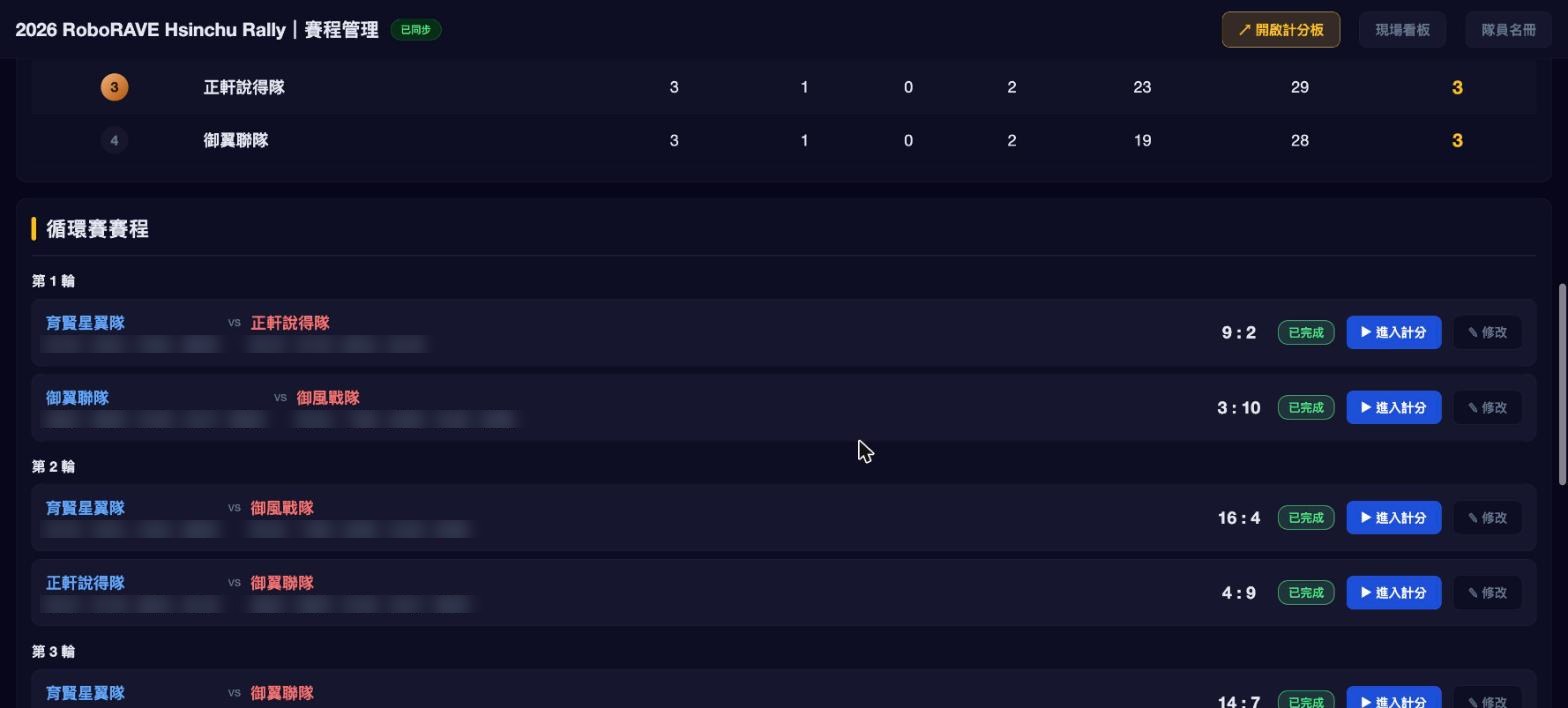 2026 RoboRAVE Hsinchu Rally | 賽程管理 已同步 ↗ 開啟計分板 現場看板 隊員名冊
3 正軒說得隊 3 1 0 2 23 29 3
4 御翼聯隊 3 1 0 2 19 28 3
循環賽賽程
第 1 輪
育賢星翼隊 vs 正軒說得隊 9 : 2 已完成 ▶ 進入計分 ✎ 修改
御翼聯隊 vs 御風戰隊 3 : 10 已完成 ▶ 進入計分 ✎ 修改
第 2 輪
育賢星翼隊 vs 御風戰隊 16 : 4 已完成 ▶ 進入計分 ✎ 修改
正軒說得隊 vs 御翼聯隊 4 : 9 已完成 ▶ 進入計分 ✎ 修改
第 3 輪
育賢星翼隊 vs 御翼聯隊 14 : 7 已完成 ▶ 進入計分 ✎ 修改